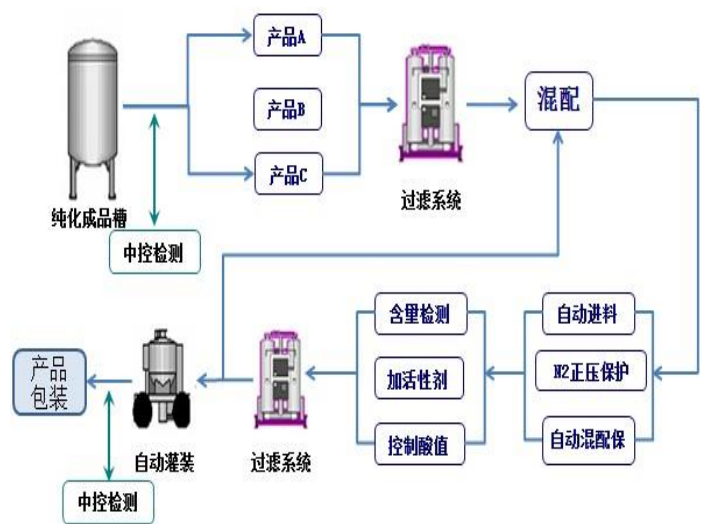 产品A
产品B
产品C
混配
过滤系统
纯化成品槽
中控检测
含量检测
加活性剂
控制酸值
自动进料
N2正压保护
自动混配保
产品
包装
自动灌装
过滤系统
中控检测